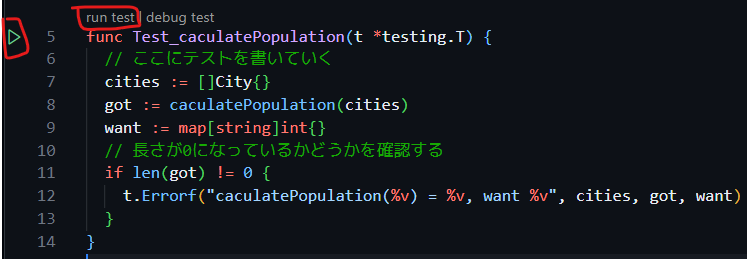 run test | debug test
5 func Test_caculatePopulation(t *testing.T) {
6 // ここにテストを書いていく
7 cities := []City{}
8 got := caculatePopulation(cities)
9 want := map[string]int{}
10 // 長さが0になっているかどうかを確認する
11 if len(got) != 0 {
12 t.Errorf("caculatePopulation(%v) = %v, want %v", cities, got, want)
13 }
14 }